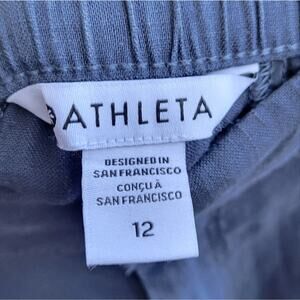 ATHLETA
DESIGNED IN
SAN FRANCISCO
CONÇU À
SAN FRANCISCO
12